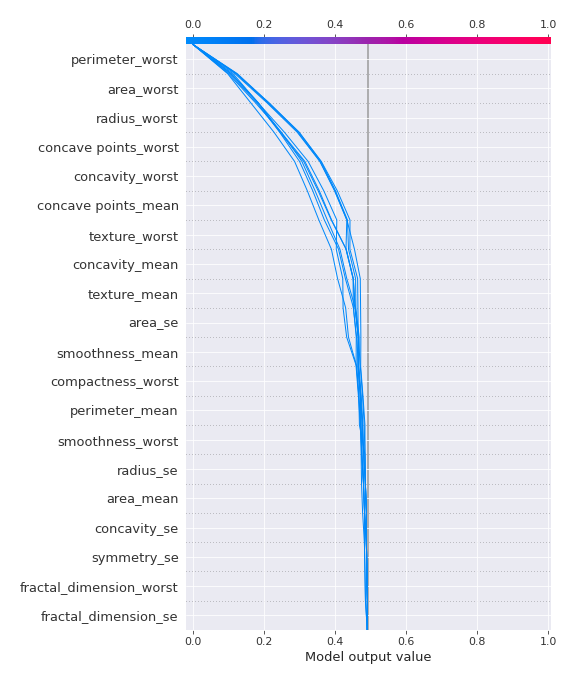 0.0 0.2 0.4 0.6 0.8 1.0
perimeter_worst
area_worst
radius_worst
concave points_worst
concavity_worst
concave points_mean
texture_worst
concavity_mean
texture_mean
area_se
smoothness_mean
compactness_worst
perimeter_mean
smoothness_worst
radius_se
area_mean
concavity_se
symmetry_se
fractal_dimension_worst
fractal_dimension_se
0.0 0.2 0.4 0.6 0.8 1.0
Model output value